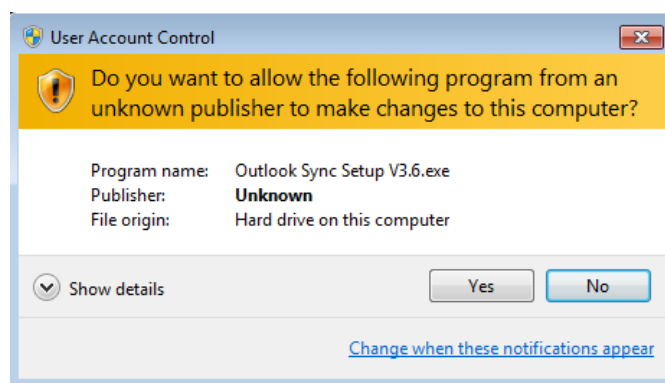 User Account Control
Do you want to allow the following program from an
unknown publisher to make changes to this computer?
Program name: Outlook Sync Setup V3.6.exe
Publisher: Unknown
File origin: Hard drive on this computer
Show details
Yes No
Change when these notifications appear